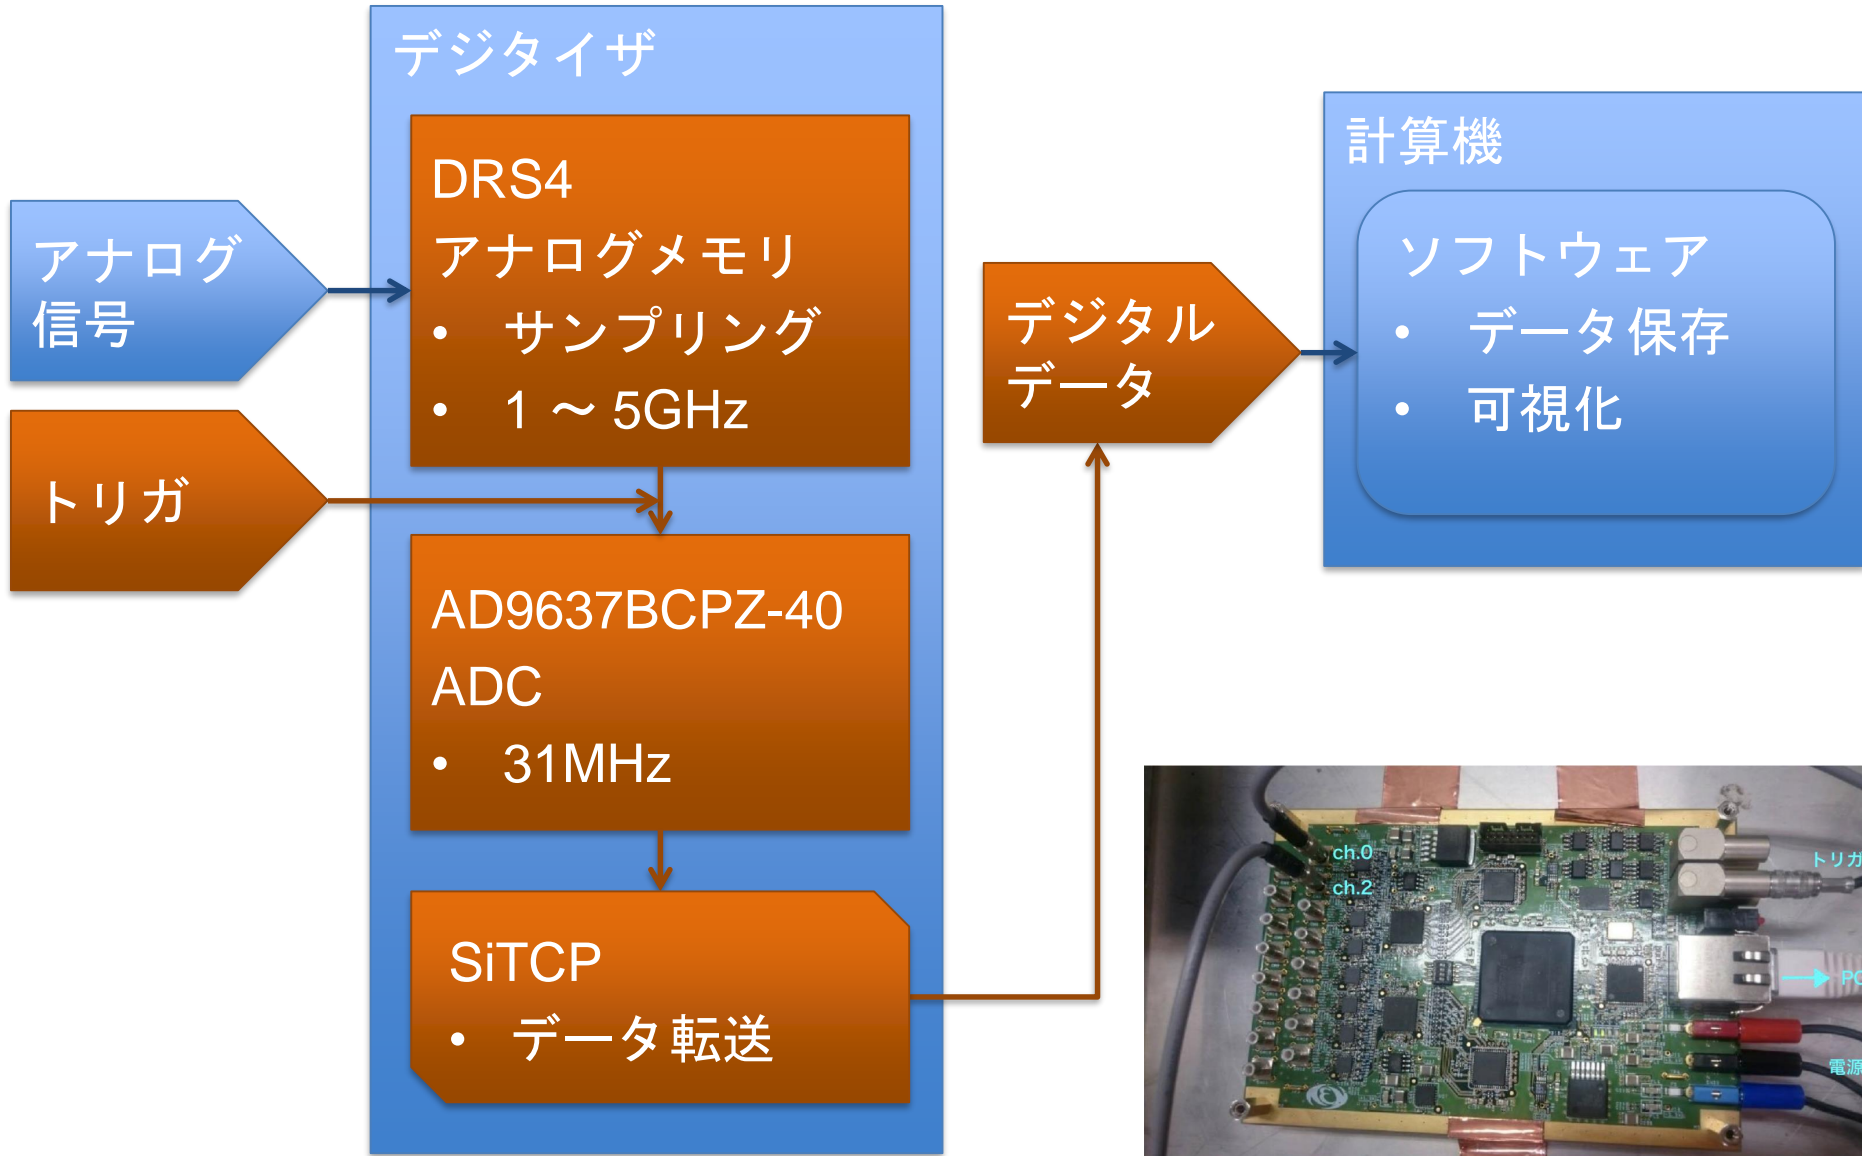 デジタイザ
DRS4
アナログメモリ
• サンプリング
• 1 ～ 5GHz
アナログ
信号
トリガ
AD9637BCPZ-40
ADC
• 31MHz
SiTCP
• データ転送
デジタル
データ
計算機
ソフトウェア
• データ保存
• 可視化
ch.0
ch.2
トリガ
PC
電源